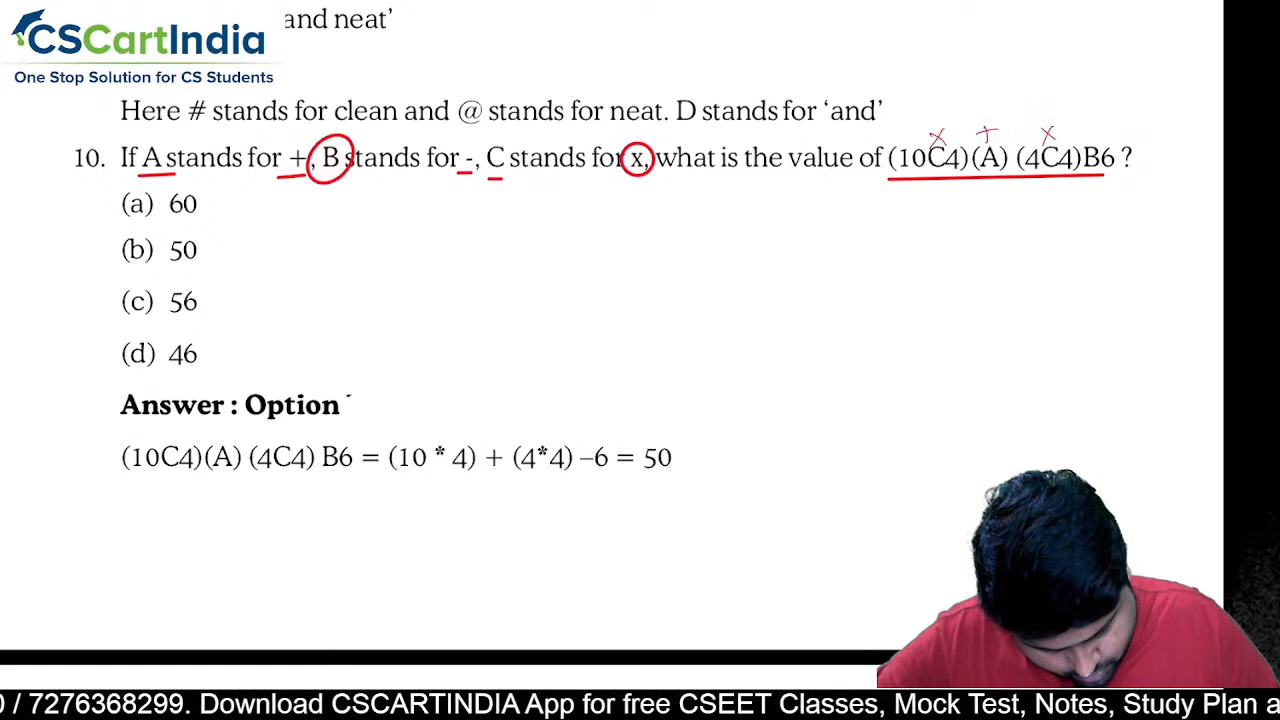 and neat’
CSCartIndia
One Stop Solution for CS Students
Here # stands for clean and @ stands for neat. D stands for ‘and’
x + x
10. If A stands for +, B stands for -, C stands for x, what is the value of (10C4)(A) (4C4)B6 ?
(a) 60
(b) 50
(c) 56
(d) 46
Answer : Option
(10C4)(A) (4C4) B6 = (10 * 4) + (4*4) –6 = 50
0 / 7276368299. Download CSCARTINDIA App for free CSEET Classes, Mock Test, Notes, Study Plan a